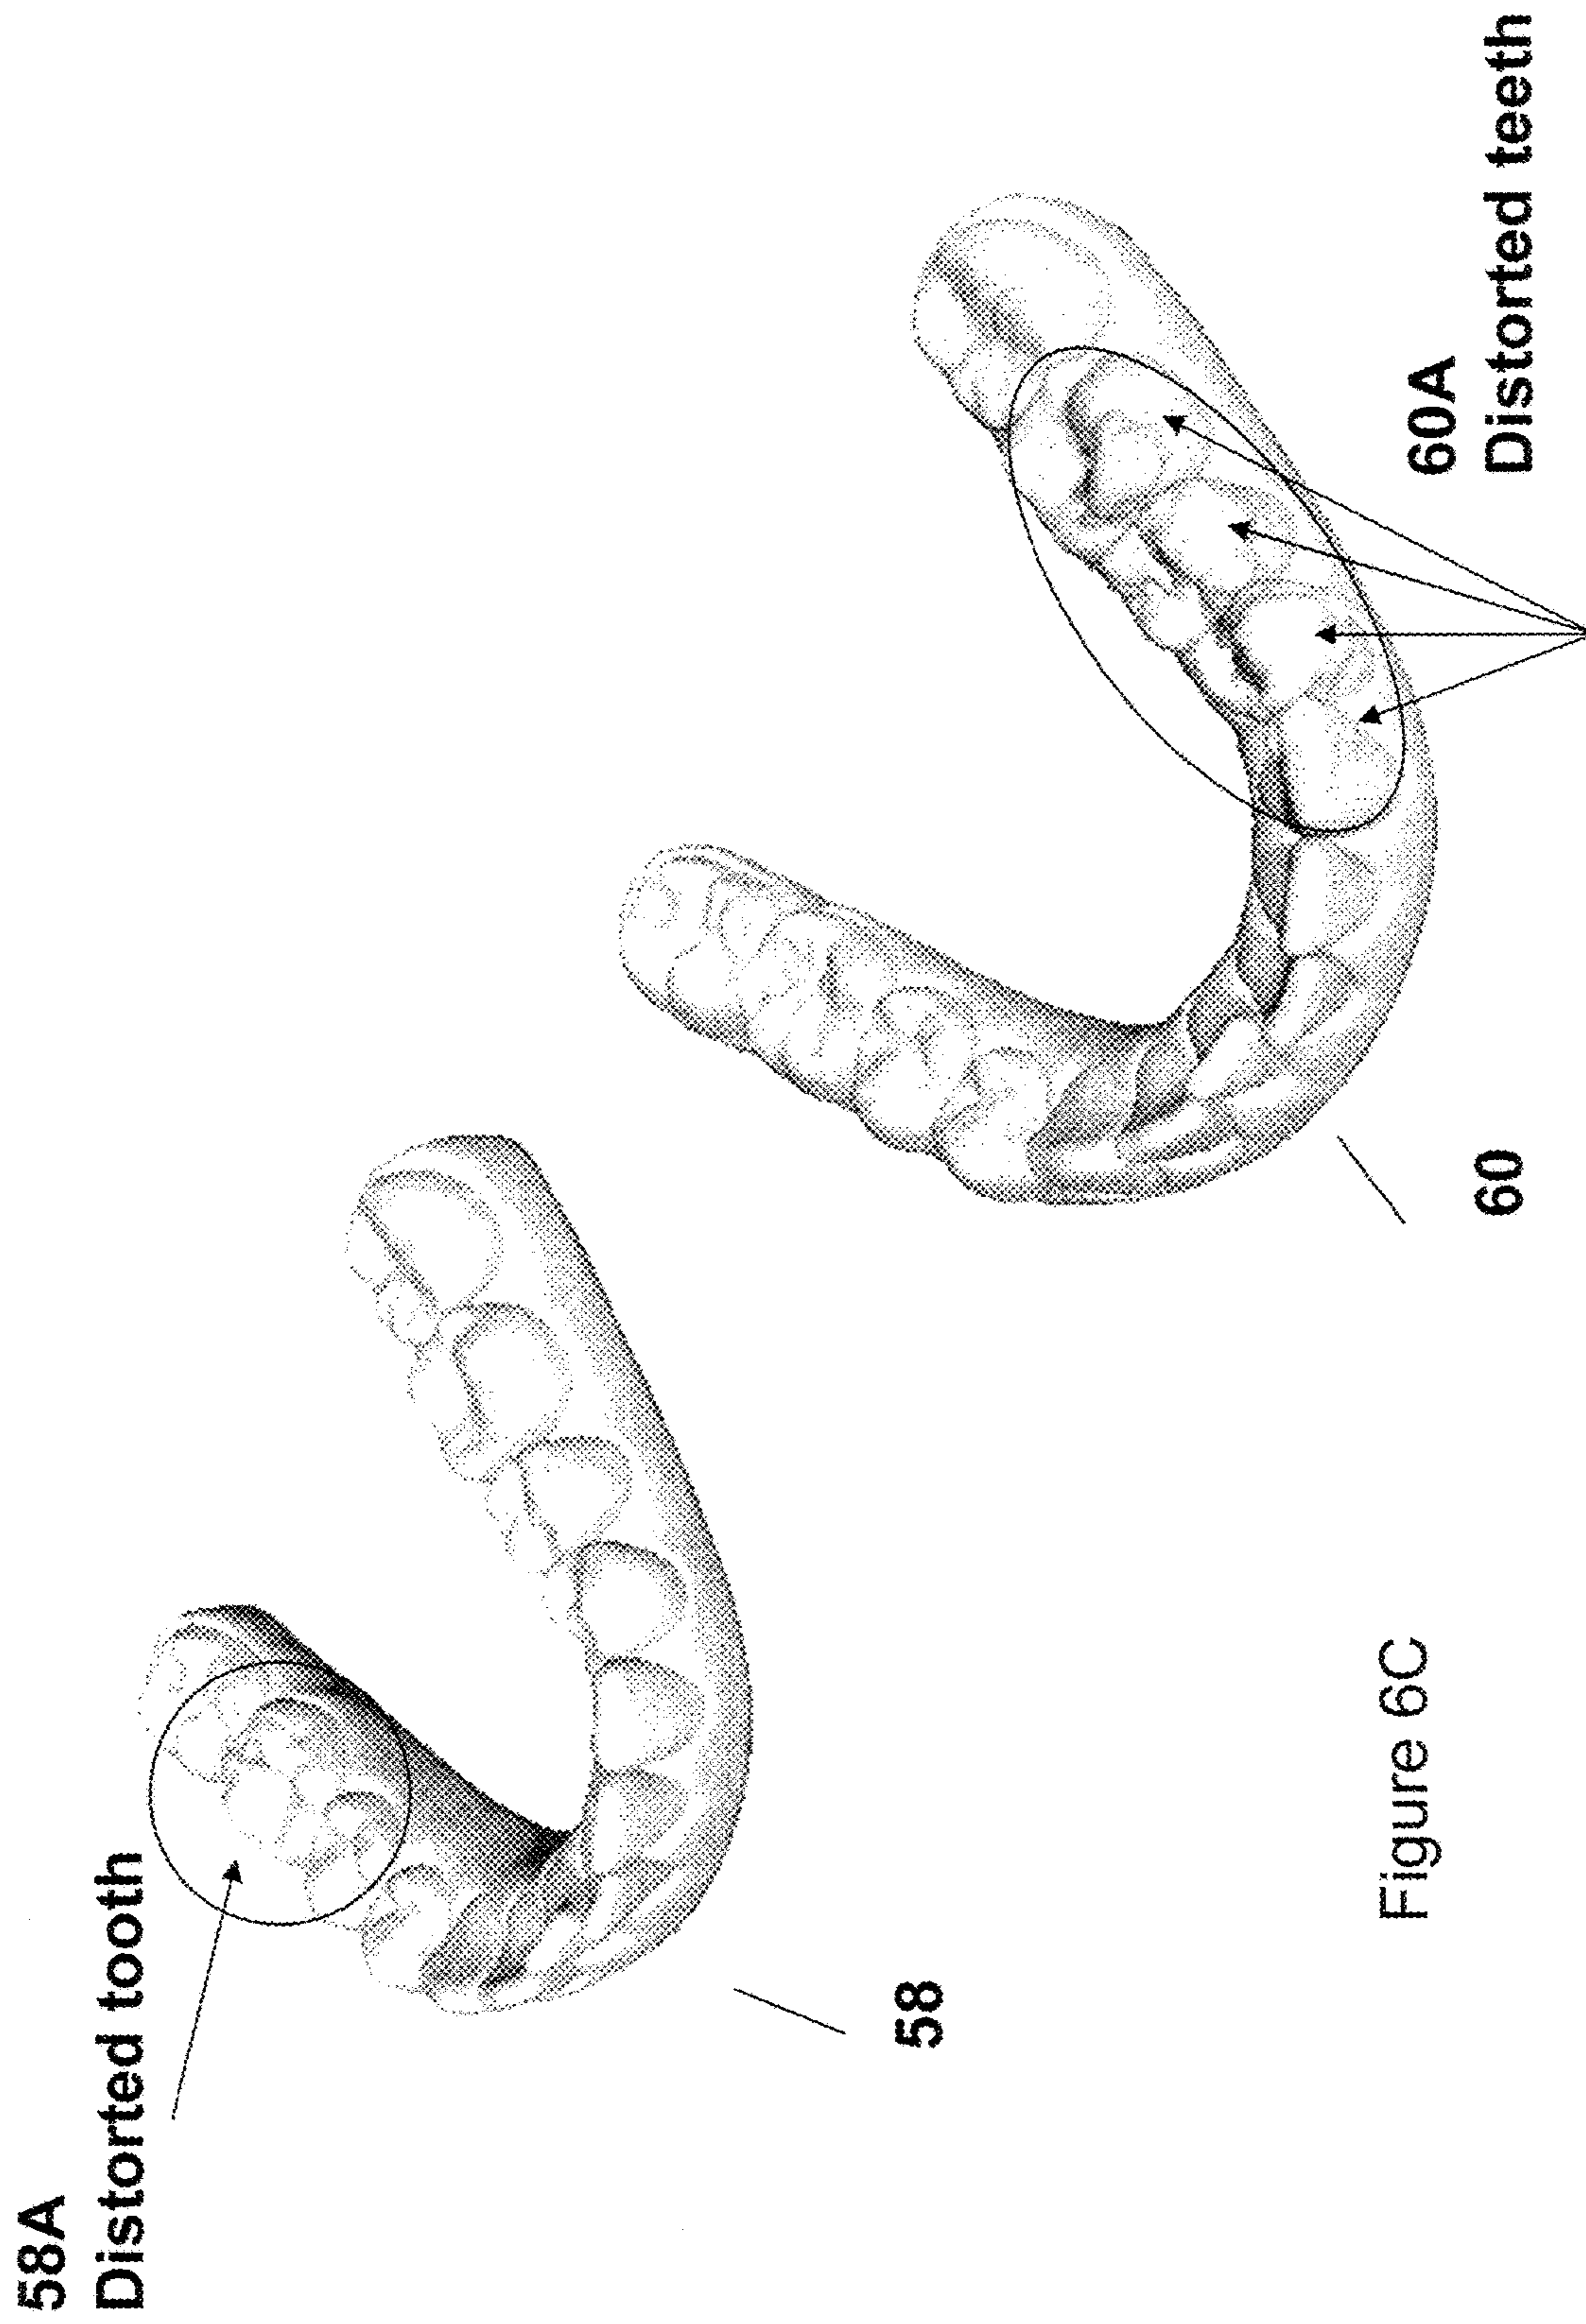 58A
Distorted tooth
58
60
60A
Distorted teeth
Figure 6C